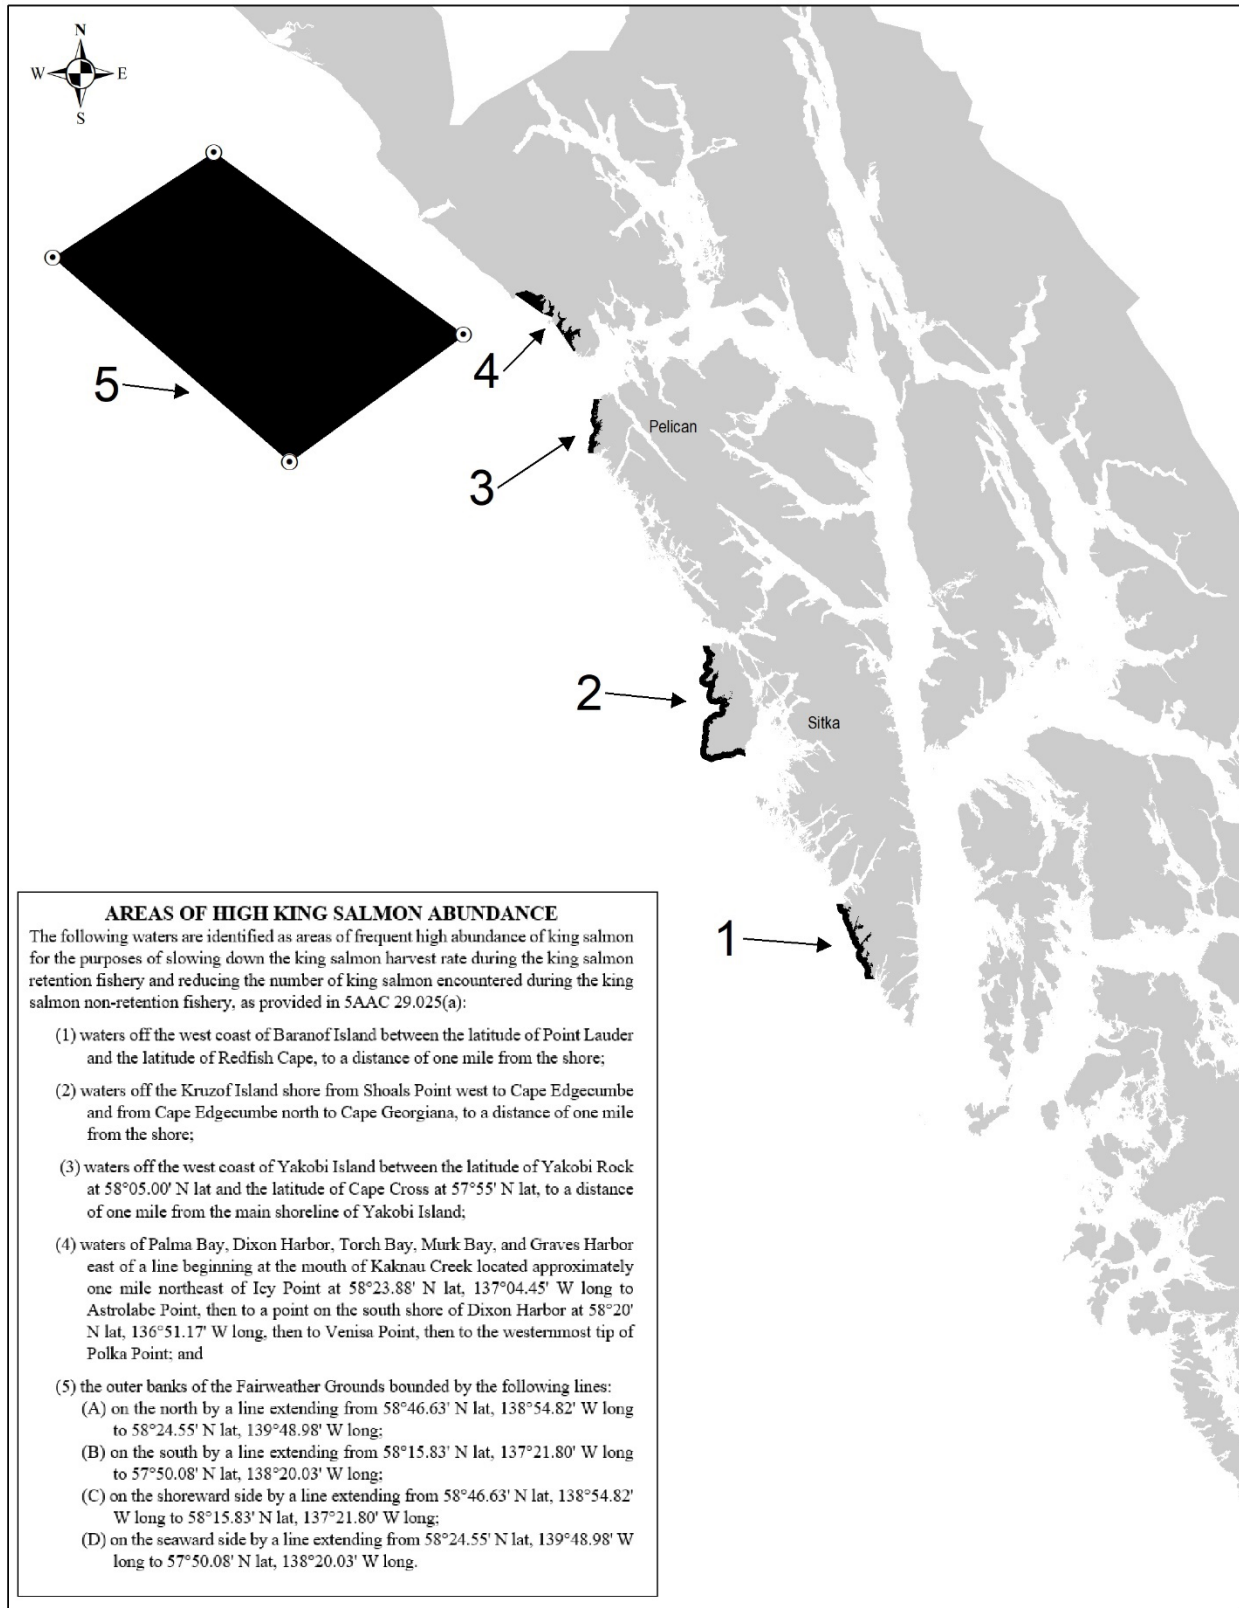 N
W E
S
5
4
3
Pelican
2
Sitka
1
AREAS OF HIGH KING SALMON ABUNDANCE
The following waters are identified as areas of frequent high abundance of king salmon
for the purposes of slowing down the king salmon harvest rate during the king salmon
retention fishery and reducing the number of king salmon encountered during the king
salmon non-retention fishery, as provided in 5AAC 29.025(a):
(1) waters off the west coast of Baranof Island between the latitude of Point Lauder
and the latitude of Redfish Cape, to a distance of one mile from the shore;
(2) waters off the Kruzof Island shore from Shoals Point west to Cape Edgecumbe
and from Cape Edgecumbe north to Cape Georgiana, to a distance of one mile
from the shore;
(3) waters off the west coast of Yakobi Island between the latitude of Yakobi Rock
at 58°05.00' N lat and the latitude of Cape Cross at 57°55' N lat, to a distance
of one mile from the main shoreline of Yakobi Island;
(4) waters of Palma Bay, Dixon Harbor, Torch Bay, Murk Bay, and Graves Harbor
east of a line beginning at the mouth of Kaknau Creek located approximately
one mile northeast of Icy Point at 58°23.88' N lat, 137°04.45' W long to
Astrolabe Point, then to a point on the south shore of Dixon Harbor at 58°20'
N lat, 136°51.17' W long, then to Venisa Point, then to the westernmost tip of
Polka Point; and
(5) the outer banks of the Fairweather Grounds bounded by the following lines:
(A) on the north by a line extending from 58°46.63' N lat, 138°54.82' W long
to 58°24.55' N lat, 139°48.98' W long;
(B) on the south by a line extending from 58°15.83' N lat, 137°21.80' W long
to 57°50.08' N lat, 138°20.03' W long;
(C) on the shoreward side by a line extending from 58°46.63' N lat, 138°54.82'
W long to 58°15.83' N lat, 137°21.80' W long;
(D) on the seaward side by a line extending from 58°24.55' N lat, 139°48.98' W
long to 57°50.08' N lat, 138°20.03' W long.